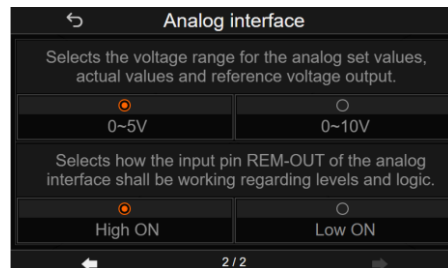 Analog interface
Selects the voltage range for the analog set values,
actual values and reference voltage output.
0~5V
0~10V
Selects how the input pin REM-OUT of the analog
interface shall be working regarding levels and logic.
High ON
Low ON
2/2